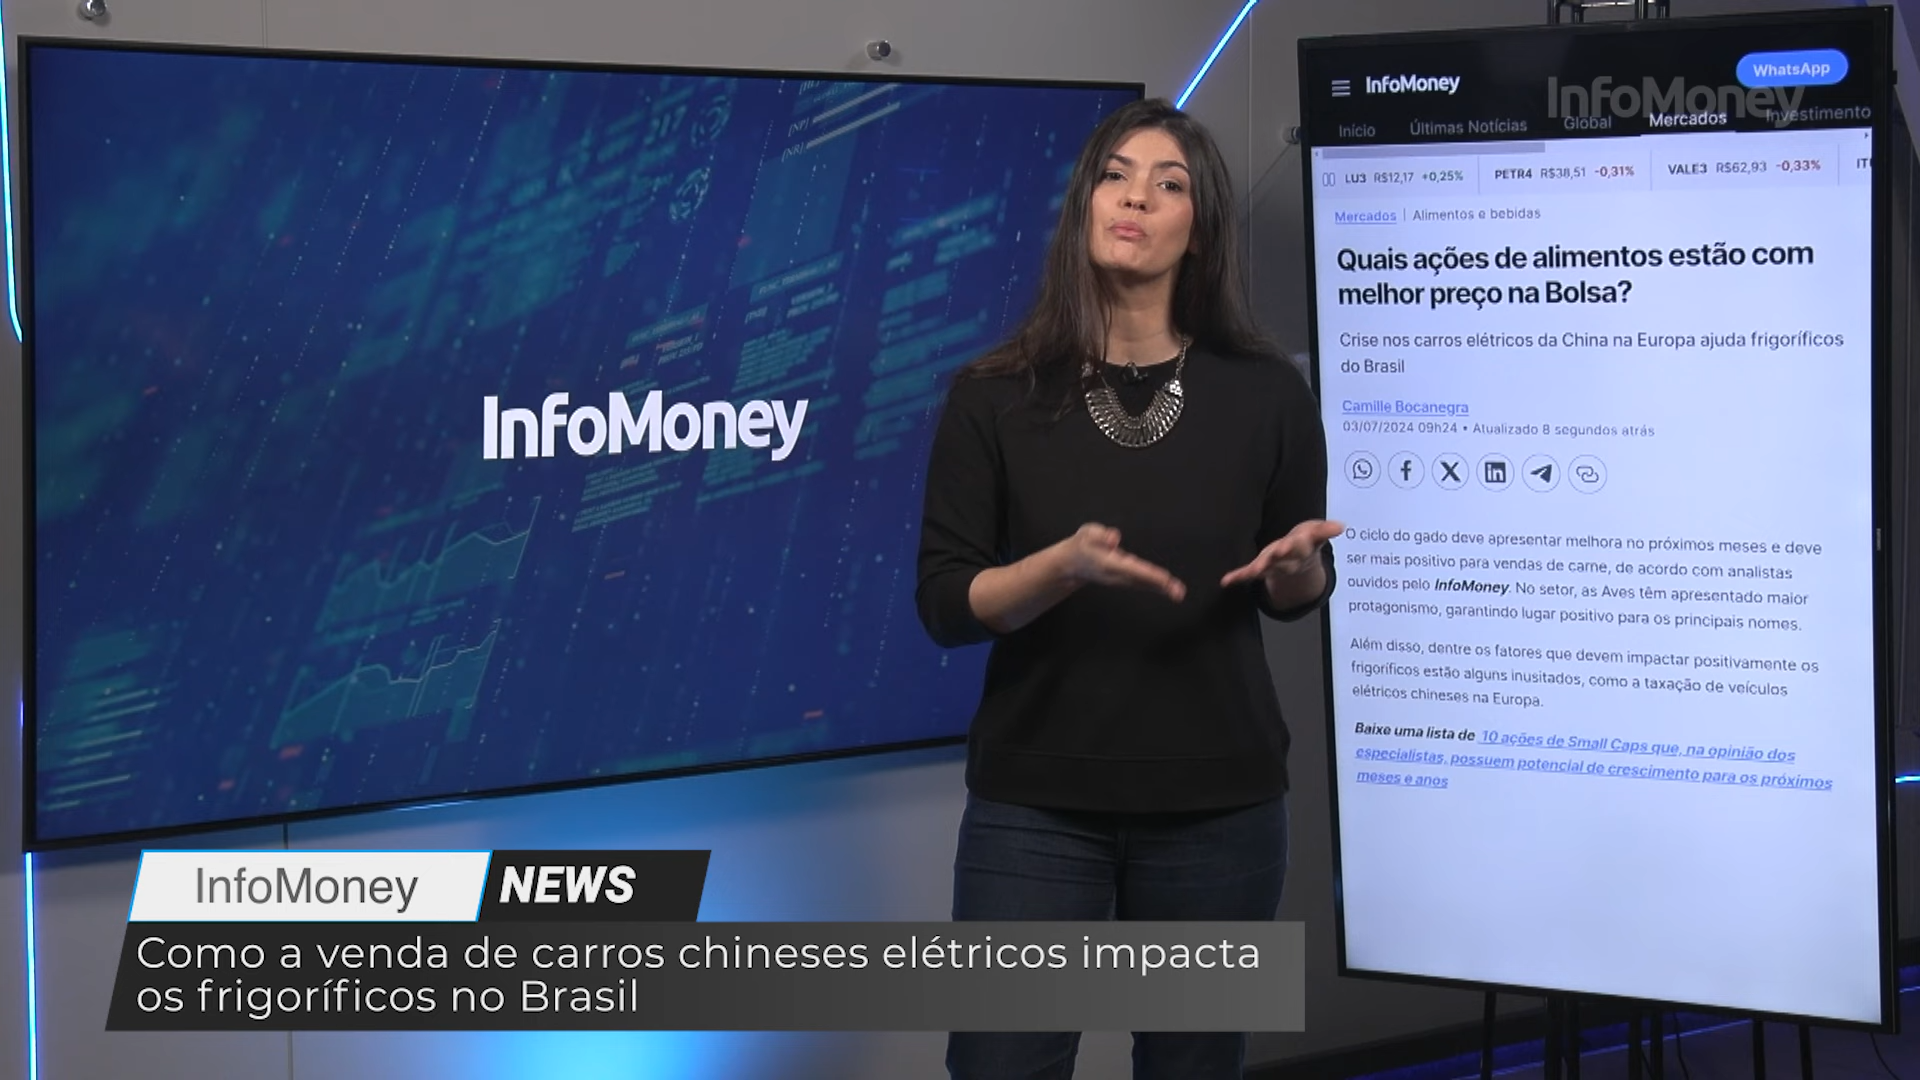 InfoMoney
InfoMoney
WhatsApp
InfoMoney
Início Últimas Notícias Global Mercados Investimento
LU3 R$12,17 +0,25% PETR4 R$38,51 -0,31% VALE3 R$62,93 -0,33%
Mercados | Alimentos e bebidas
Quais ações de alimentos estão com
melhor preço na Bolsa?
Crise nos carros elétricos da China na Europa ajuda frigoríficos
do Brasil
Camille Bocanegra
03/07/2024 09h24 • Atualizado 8 segundos atrás
O ciclo do gado deve apresentar melhora no próximos meses e deve
ser mais positivo para vendas de carne, de acordo com analistas
ouvidos pelo InfoMoney. No setor, as Aves têm apresentado maior
protagonismo, garantindo lugar positivo para os principais nomes.
Além disso, dentre os fatores que devem impactar positivamente os
frigoríficos estão alguns inusitados, como a taxação de veículos
elétricos chineses na Europa.
Baixe uma lista de 10 ações de Small Caps que, na opinião dos
especialistas, possuem potencial de crescimento para os próximos
meses e anos
InfoMoney NEWS
Como a venda de carros chineses elétricos impacta
os frigoríficos no Brasil